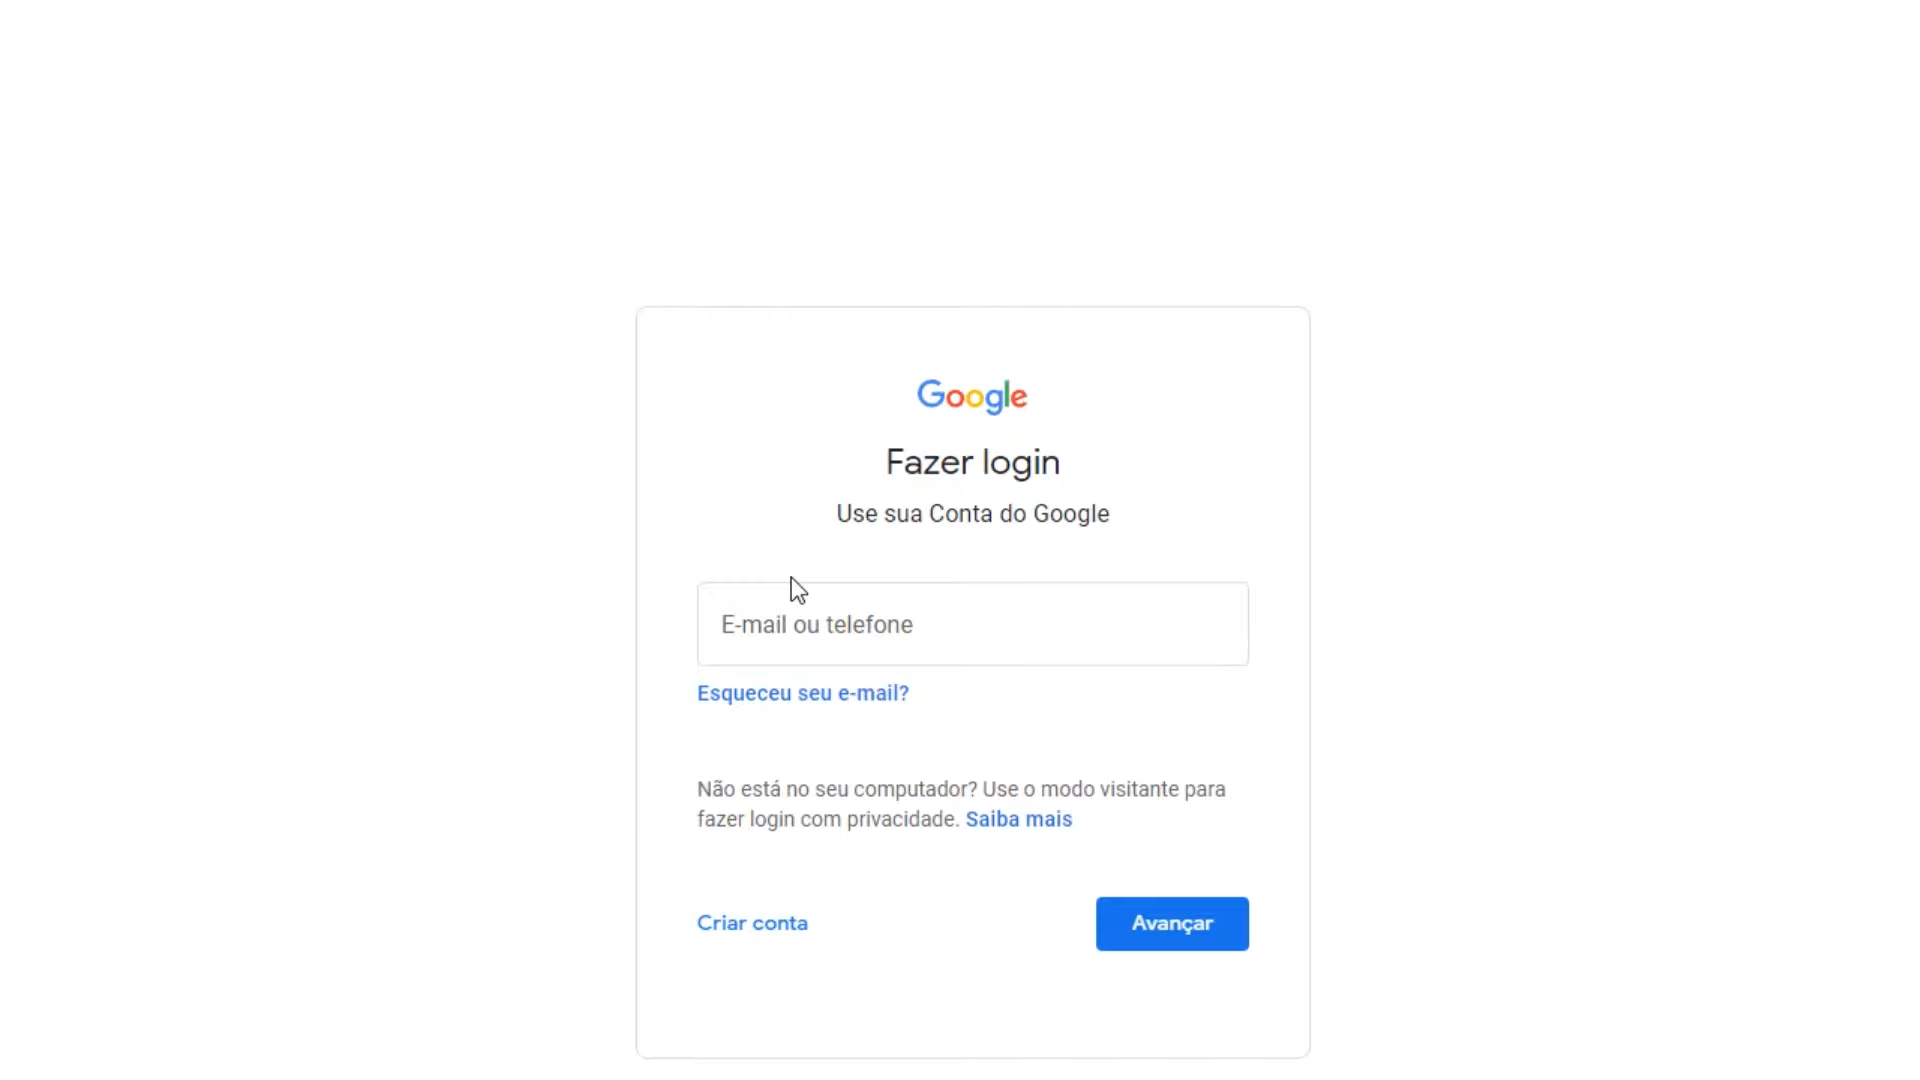 Google
Fazer login
Use sua Conta do Google
E-mail ou telefone
Esqueceu seu e-mail?
Não está no seu computador? Use o modo visitante para
fazer login com privacidade. Saiba mais
Criar conta
Avançar